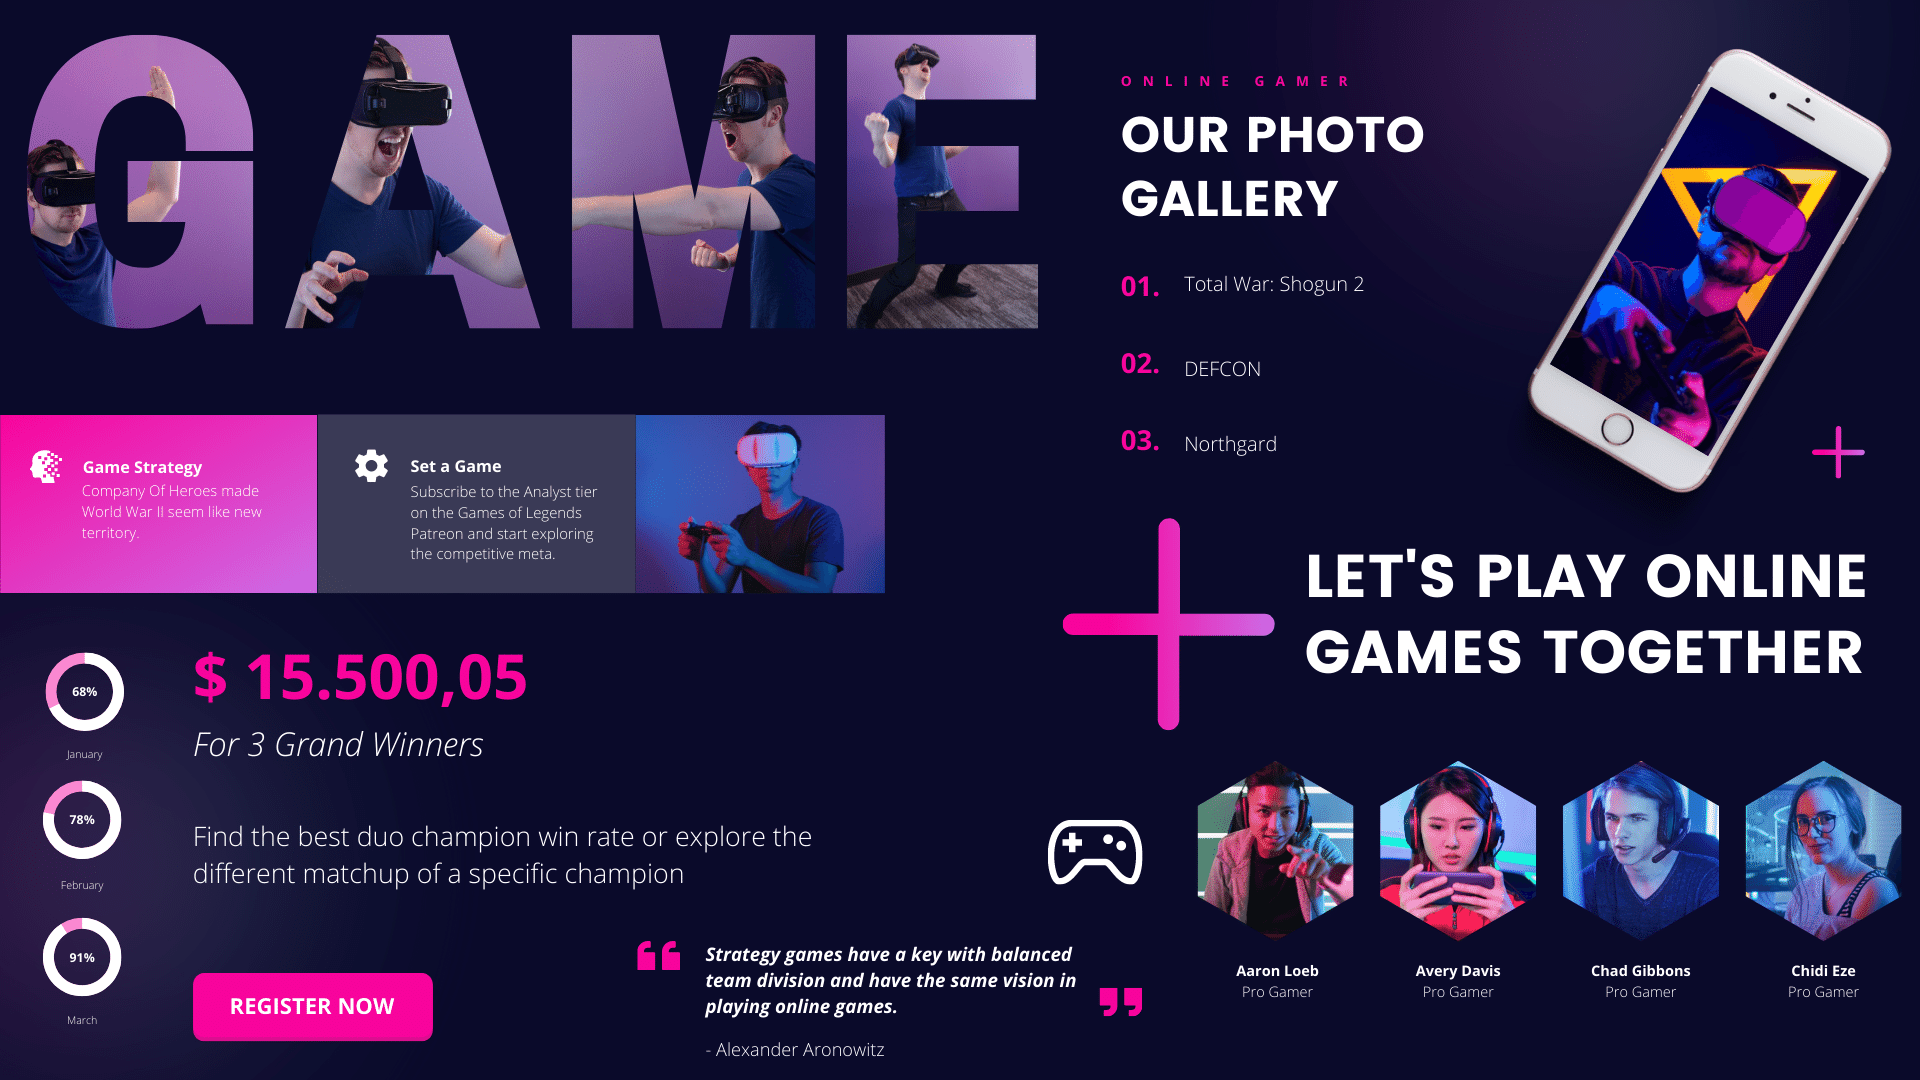 GAME
ONLINE GAMER
OUR PHOTO
GALLERY
01. Total War: Shogun 2
02. DEFCON
03. Northgard
Game Strategy
Company Of Heroes made
World War II seem like new
territory.
Set a Game
Subscribe to the Analyst tier
on the Games of Legends
Patreon and start exploring
the competitive meta.
LET'S PLAY ONLINE
GAMES TOGETHER
68%
January
78%
February
91%
March
$ 15.500,05
For 3 Grand Winners
Find the best duo champion win rate or explore the
different matchup of a specific champion
REGISTER NOW
Strategy games have a key with balanced
team division and have the same vision in
playing online games.
- Alexander Aronowitz
Aaron Loeb
Pro Gamer
Avery Davis
Pro Gamer
Chad Gibbons
Pro Gamer
Chidi Eze
Pro Gamer